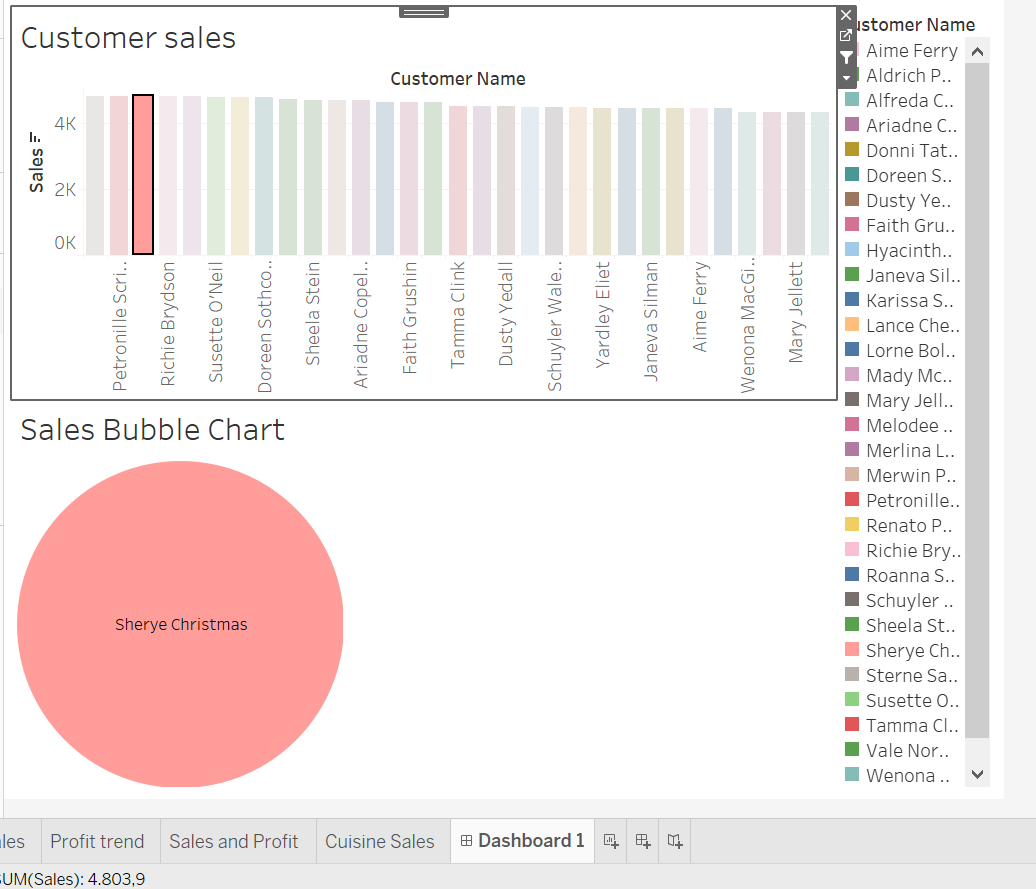 Customer sales
Customer Name
Sales
4K
2K
0K
Petronille Scri..
Richie Brydson
Susette O'Neil
Doreen Sothco..
Sheela Stein
Ariadne Copel..
Faith Grushin
Tamma Clink
Dusty Yedall
Schuyler Wale..
Yardley Eliet
Janeva Silman
Aime Ferry
Wenona MacGi..
Mary Jellett
Sales Bubble Chart
Sherye Christmas
ustomer Name
Aime Ferry
Aldrich P..
Alfreda C..
Ariadne C..
Donni Tat..
Doreen S..
Dusty Ye..
Faith Gru..
Hyacinth..
Janeva Sil..
Karissa S..
Lance Che..
Lorne Bol..
Mady Mc..
Mary Jell..
Melodee ..
Merlina L..
Merwin P..
Petronille..
Renato P..
Richie Bry..
Roanna S..
Schuyler ..
Sheela St..
Sherye Ch..
Sterne Sa..
Susette O..
Tamma Cl..
Vale Nor..
Wenona ..
les Profit trend Sales and Profit Cuisine Sales Dashboard 1
SUM(Sales): 4.803,9